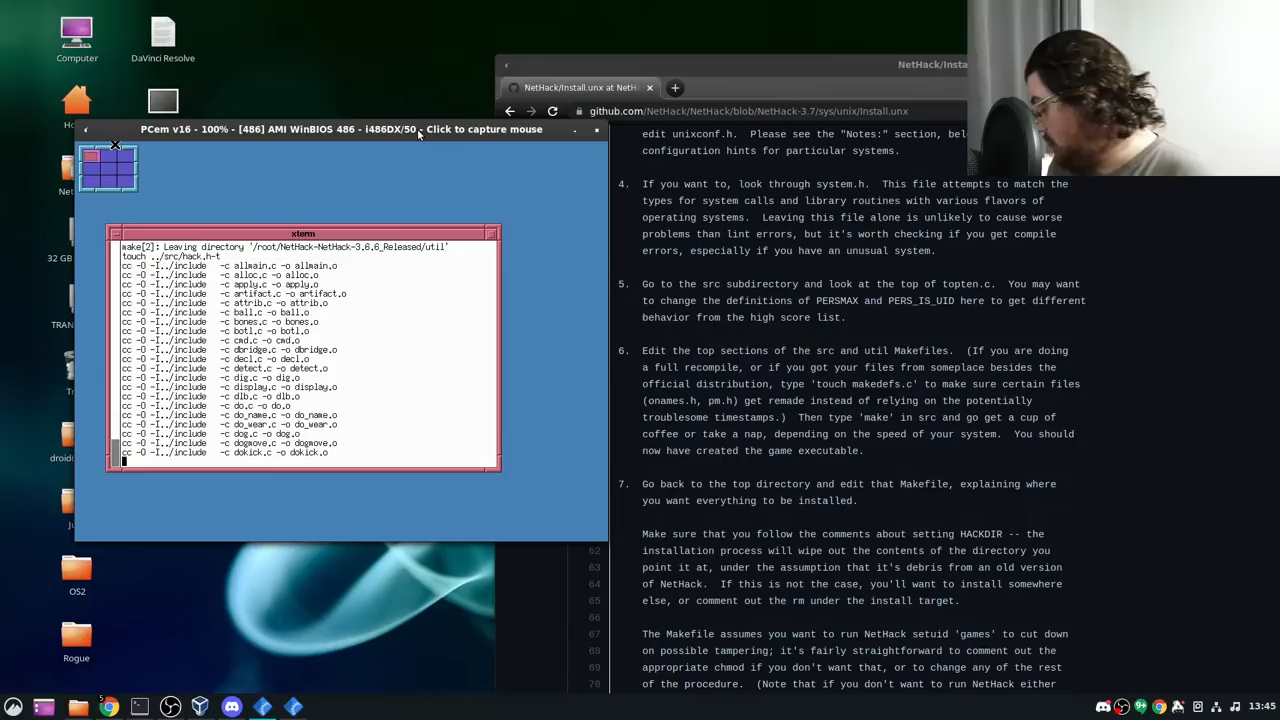 Computer
DaVinci Resolve
32 GB
OS2
Rogue
NetHack/Instal
NetHack/Install.unx at NetH
github.com/NetHack/NetHack/blob/NetHack-3.7/sys/unix/Install.unx
PCem v16 - 100% - [486] AMI WinBIOS 486 - i486DX/50 - Click to capture mouse
xterm
make[2]: Leaving directory '/root/NetHack-NetHack-3.6.6_Released/util'
touch ../src/hack.h-t
cc -O -I../include -c allmain.c -o allmain.o
cc -O -I../include -c alloc.c -o alloc.o
cc -O -I../include -c apply.c -o apply.o
cc -O -I../include -c artifact.c -o artifact.o
cc -O -I../include -c attrib.c -o attrib.o
cc -O -I../include -c ball.c -o ball.o
cc -O -I../include -c bones.c -o bones.o
cc -O -I../include -c botl.c -o botl.o
cc -O -I../include -c cmd.c -o cmd.o
cc -O -I../include -c dbridge.c -o dbridge.o
cc -O -I../include -c decl.c -o decl.o
cc -O -I../include -c detect.c -o detect.o
cc -O -I../include -c dig.c -o dig.o
cc -O -I../include -c display.c -o display.o
cc -O -I../include -c dlb.c -o dlb.o
cc -O -I../include -c do.c -o do.o
cc -O -I../include -c do_name.c -o do_name.o
cc -O -I../include -c do_wear.c -o do_wear.o
cc -O -I../include -c dog.c -o dog.o
cc -O -I../include -c dogmove.c -o dogmove.o
cc -O -I../include -c dokick.c -o dokick.o
edit unixconf.h. Please see the "Notes:" section, bel
configuration hints for particular systems.
4. If you want to, look through system.h. This file attempts to match the
types for system calls and library routines with various flavors of
operating systems. Leaving this file alone is unlikely to cause worse
problems than lint errors, but it's worth checking if you get compile
errors, especially if you have an unusual system.
5. Go to the src subdirectory and look at the top of topten.c. You may want
to change the definitions of PERSMAX and PERS_IS_UID here to get different
behavior from the high score list.
6. Edit the top sections of the src and util Makefiles. (If you are doing
a full recompile, or if you got your files from someplace besides the
official distribution, type 'touch makedefs.c' to make sure certain files
(onames.h, pm.h) get remade instead of relying on the potentially
troublesome timestamps.) Then type 'make' in src and go get a cup of
coffee or take a nap, depending on the speed of your system. You should
now have created the game executable.
7. Go back to the top directory and edit that Makefile, explaining where
you want everything to be installed.
Make sure that you follow the comments about setting HACKDIR -- the
62 installation process will wipe out the contents of the directory you
63 point it at, under the assumption that it's debris from an old version
64 of NetHack. If this is not the case, you'll want to install somewhere
65 else, or comment out the rm under the install target.
66
67 The Makefile assumes you want to run NetHack setuid 'games' to cut down
68 on possible tampering; it's fairly straightforward to comment out the
69 appropriate chmod if you don't want that, or to change any of the rest
70 of the procedure. (Note that if you don't want to run NetHack either
5
9+
13:45